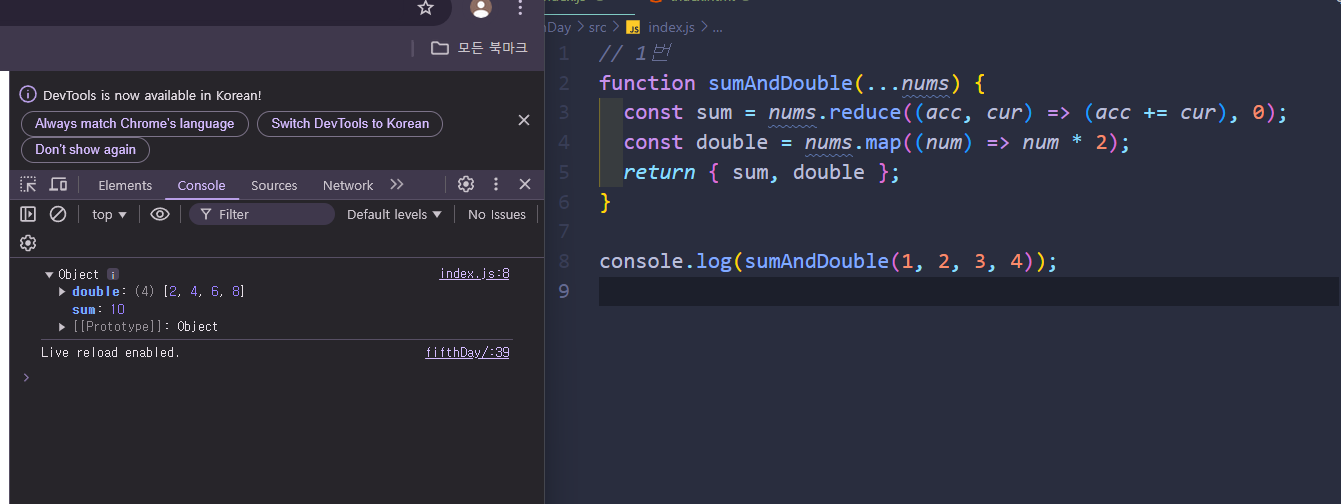 모든 북마크
DevTools is now available in Korean!
Always match Chrome's language
Switch DevTools to Korean
Don't show again
Elements
Console
Sources
Network
top
Filter
Default levels
No Issues
Object
index.js:8
double: (4) [2, 4, 6, 8]
sum: 10
[[Prototype]]: Object
Live reload enabled.
fifthDay/:39
src > JS index.js > ...
1 // 1번
2 function sumAndDouble(...nums) {
3 const sum = nums.reduce((acc, cur) => (acc += cur), 0);
4 const double = nums.map((num) => num * 2);
5 return { sum, double };
6 }
7
8 console.log(sumAndDouble(1, 2, 3, 4));
9